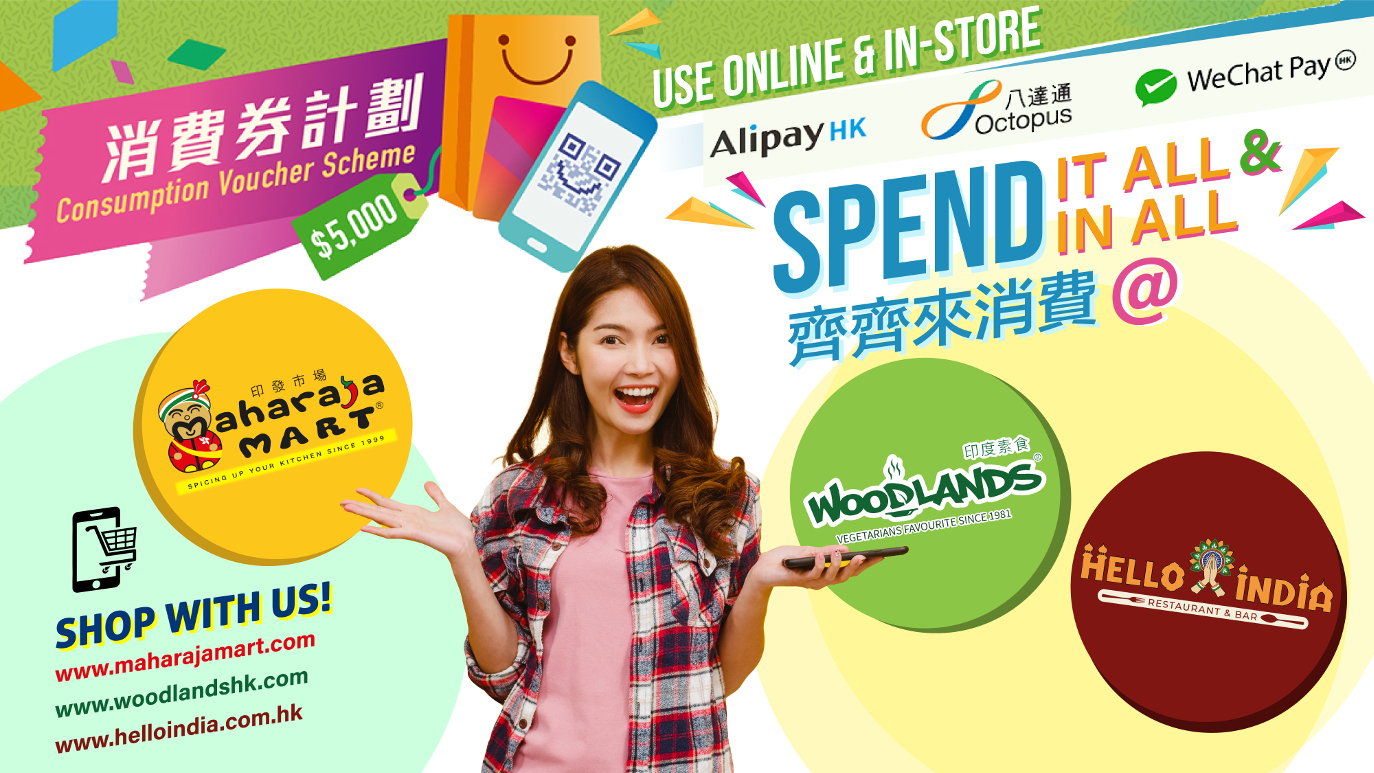 消費券計劃
Consumption Voucher Scheme
$5,000
USE ONLINE & IN-STORE
AlipayHK
八達通
Octopus
WeChat Pay HK
SPEND IT ALL &
IN ALL
齊齊來消費@
印發市場
Maharaja
MART®
SPICING UP YOUR KITCHEN SINCE 1999
印度素食
WOODLANDS®
VEGETARIANS FAVOURITE SINCE 1981
HELLO INDIA
RESTAURANT & BAR
SHOP WITH US!
www.maharajamart.com
www.woodlandshk.com
www.helloindia.com.hk